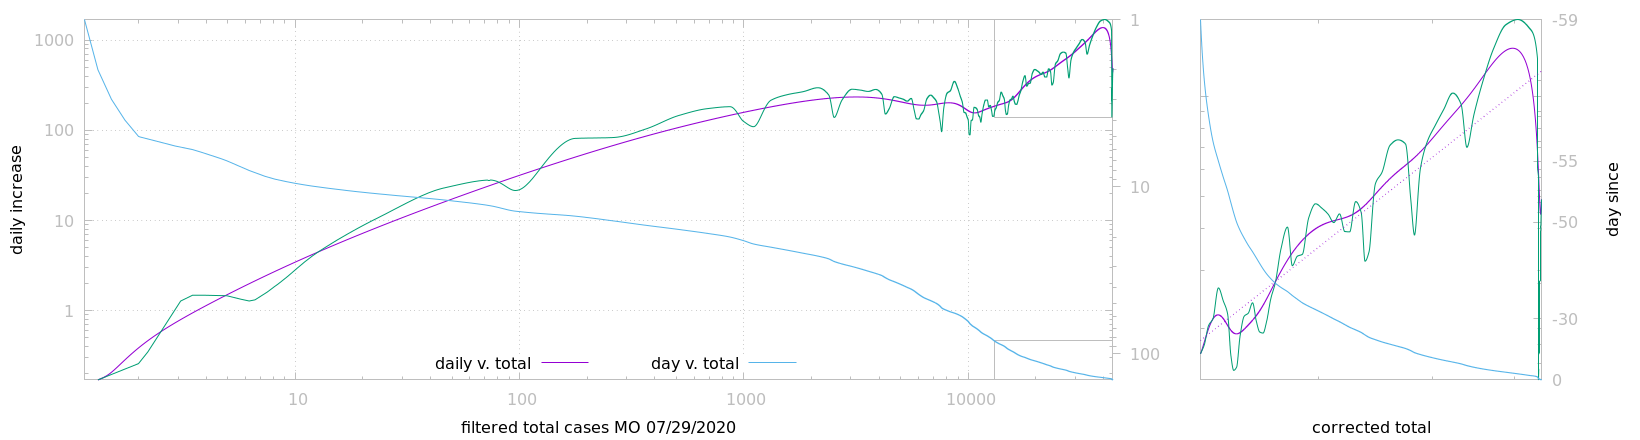 1000
100
10
1
daily increase
10
100
1000
10000
filtered total cases MO 07/29/2020
daily v. total
day v. total
1
10
100
-59
-55
-50
-30
0
day since
corrected total